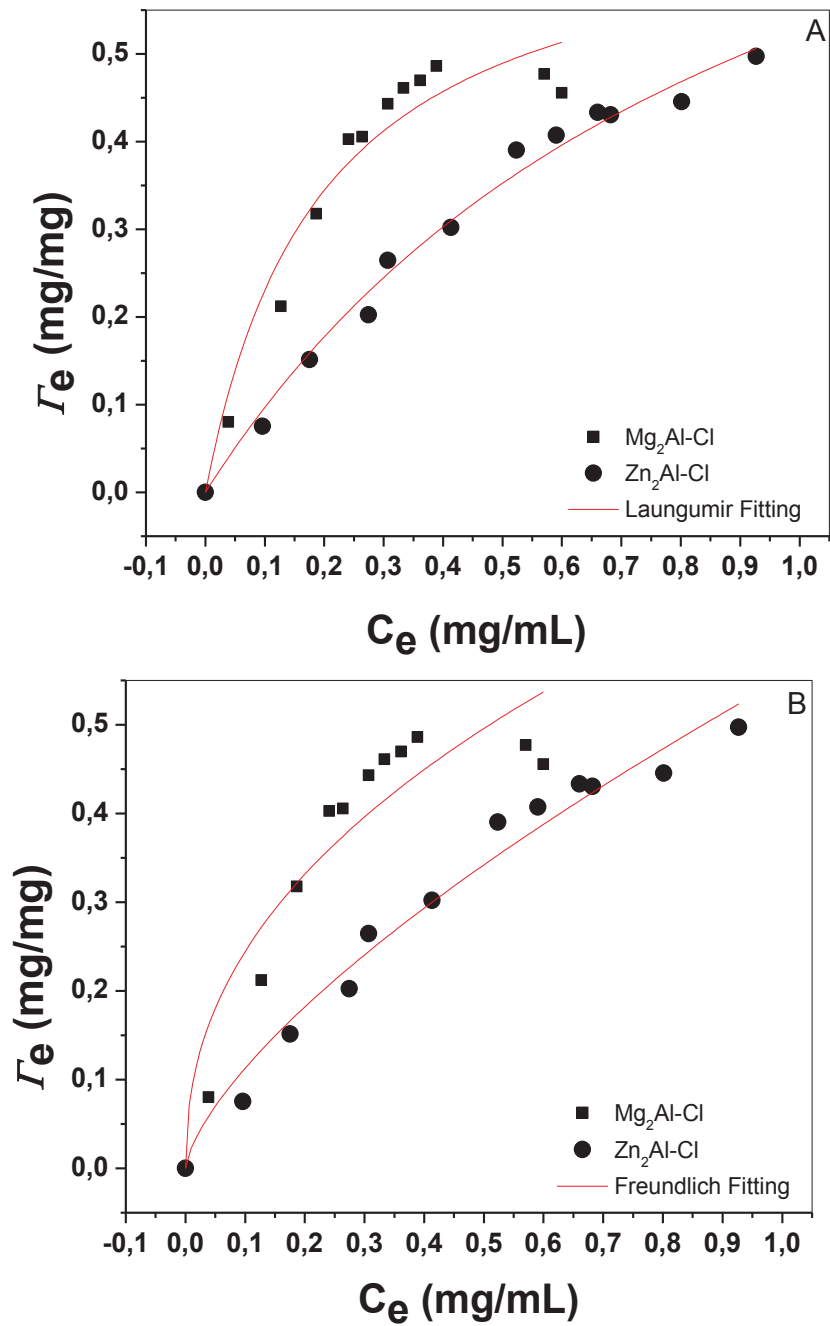 A
0,5
0,4
0,3
0,2
0,1
0,0
Γe (mg/mg)
Mg2Al-Cl
Zn2Al-Cl
Laungumir Fitting
-0,1 0,0 0,1 0,2 0,3 0,4 0,5 0,6 0,7 0,8 0,9 1,0
Ce (mg/mL)
B
0,5
0,4
0,3
0,2
0,1
0,0
Γe (mg/mg)
Mg2Al-Cl
Zn2Al-Cl
Freundlich Fitting
-0,1 0,0 0,1 0,2 0,3 0,4 0,5 0,6 0,7 0,8 0,9 1,0
Ce (mg/mL)